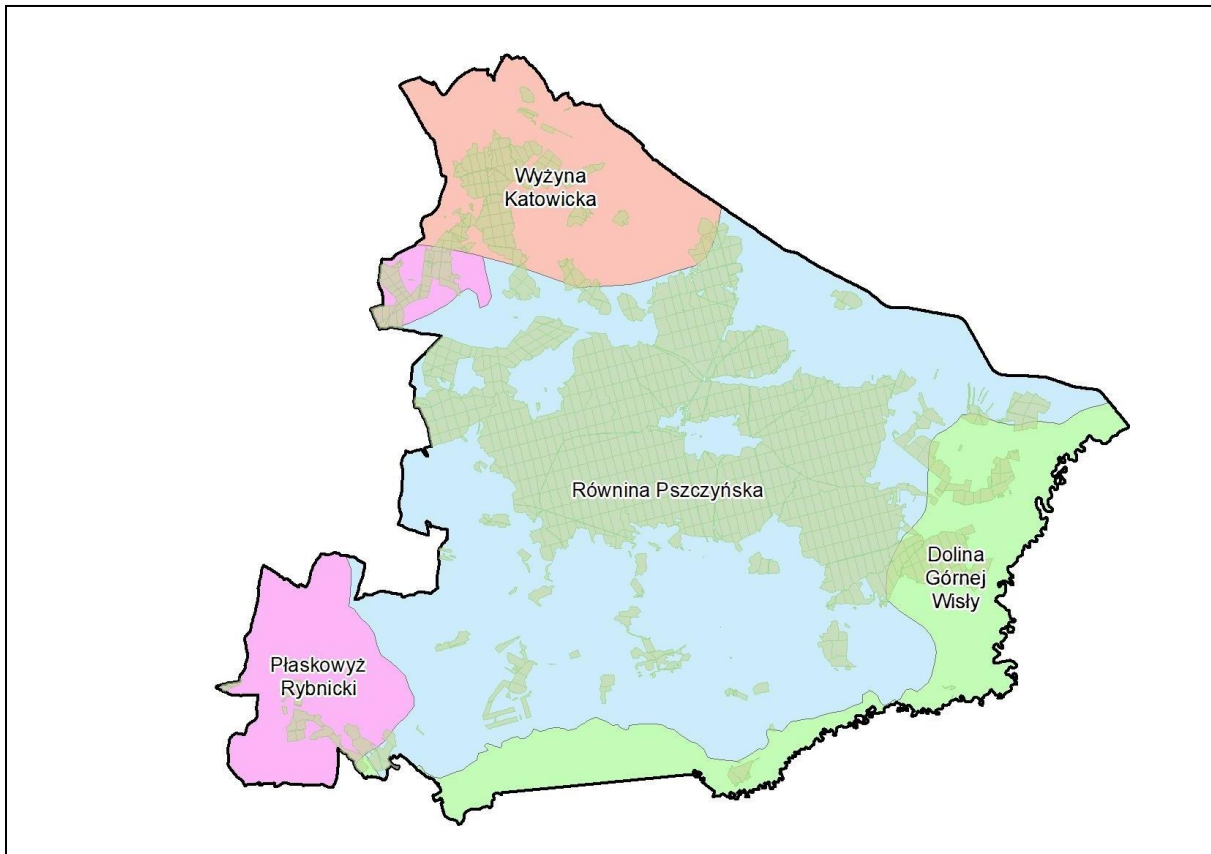 Wyżyna
Katowicka
Równina Pszczyńska
Dolina
Górnej
Wisły
Płaskowyż
Rybnicki